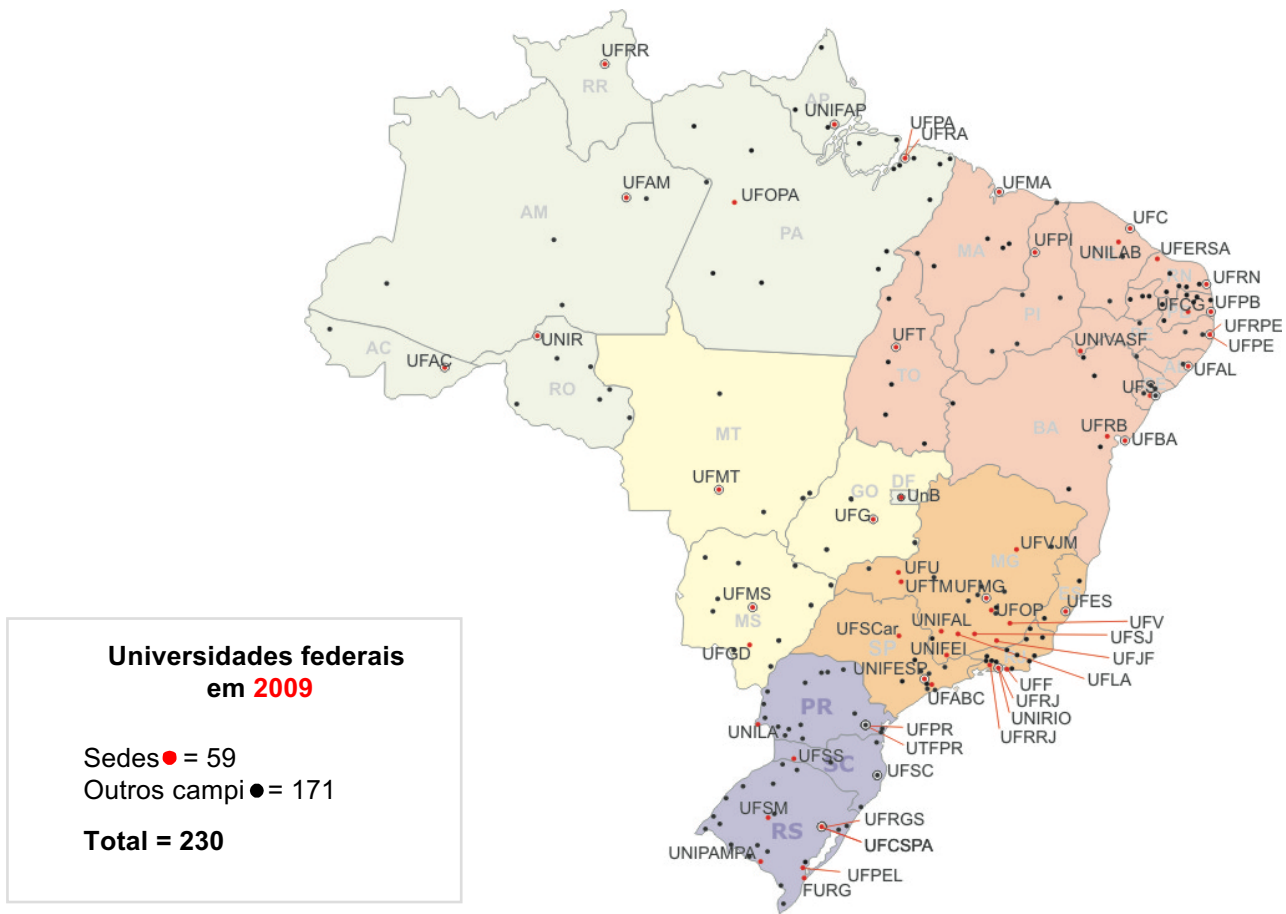 UFRR
RR
AP
UNIFAP
UFPA
UFRA
UFAM
UFOPA
UFMA
AM
PA
UFC
MA
UFPI
UNILAB
UFERSA
RN
UFRN
UFCG
UFPB
PI
UFRPE
UFPE
UNIR
AC
UFAC
RO
UFT
TO
UNIVASF
UFAL
UFS
MT
BA
UFRB
UFBA
UFMT
GO
DF
UnB
UFG
UFVJM
MG
UFU
UFTM
UFMG
UFMS
MS
UFOP
UFES
UFSCar
SP
UNIFAL
UFV
UFSJ
UFGD
UNIFEI
UFJF
UNIFESP
UFLA
UFABC
UFF
UFRJ
UNIRIO
UFRRJ
PR
UNILA
UFPR
UTFPR
UFSS
SC
UFSC
UFSM
RS
UFRGS
UFCSPA
UNIPAMPA
UFPEL
FURG
Universidades federais
em 2009
Sedes = 59
Outros campi = 171
Total = 230